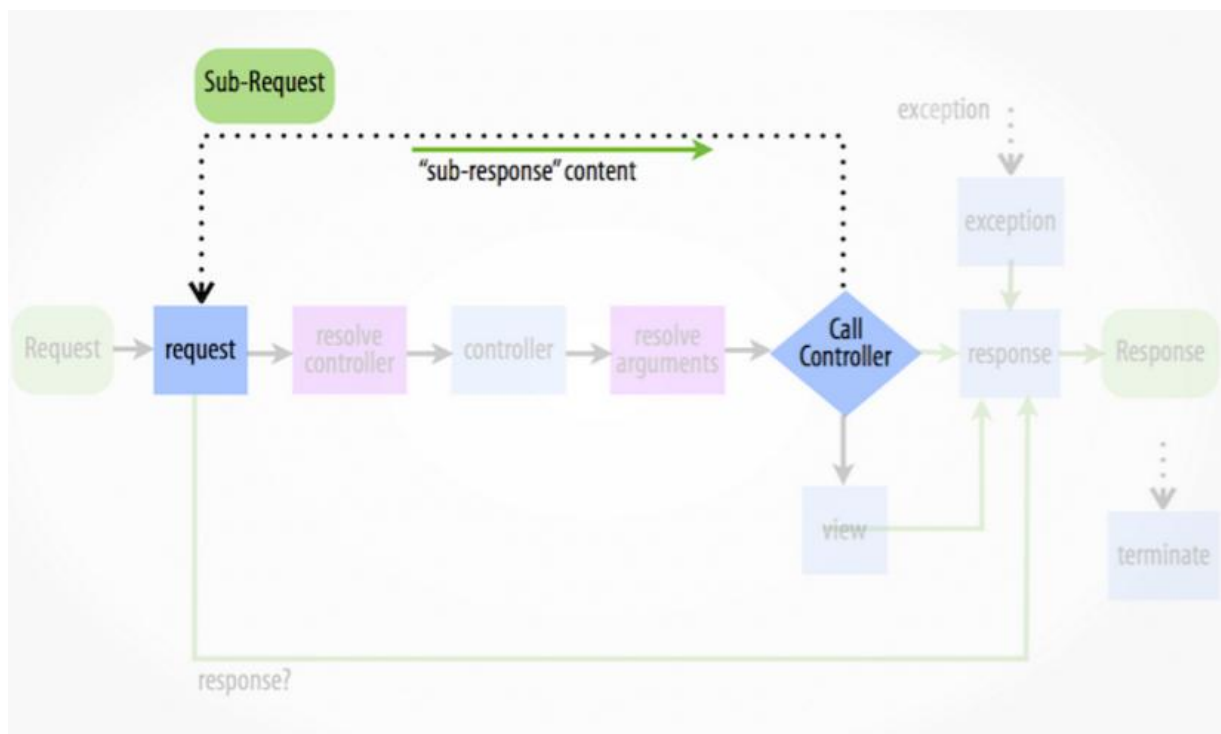 Sub-Request
exception
“sub-response” content
exception
Request
request
resolve
controller
controller
resolve
arguments
Call
Controller
response
Response
view
terminate
response?